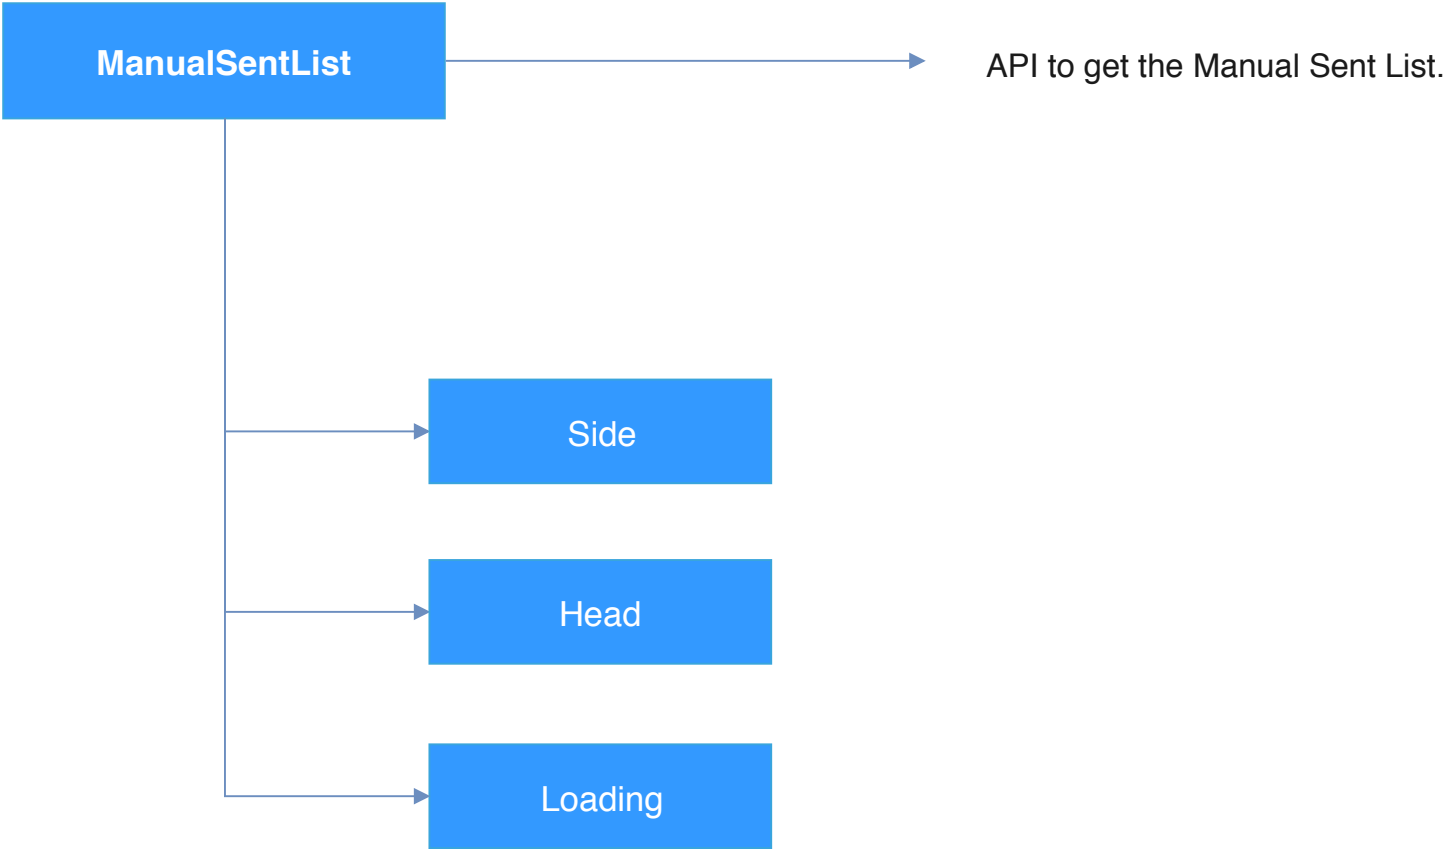 ManualSentList
API to get the Manual Sent List.
Side
Head
Loading